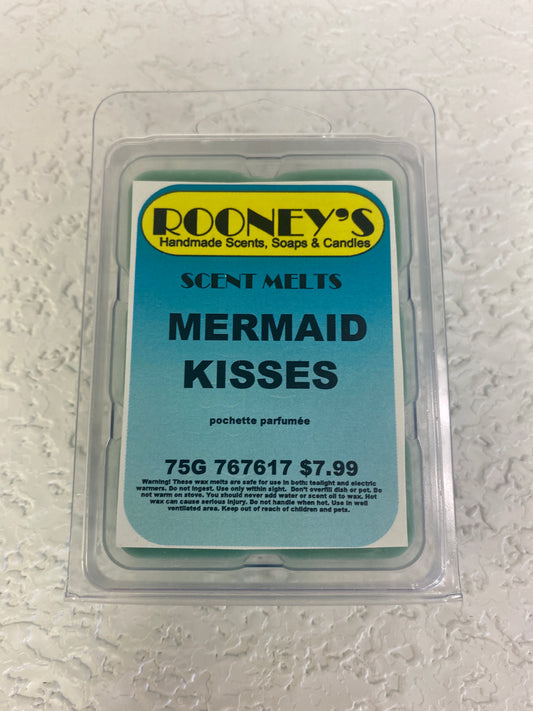 ROONEY'S
Handmade Scents, Soaps & Candles
SCENT MELTS
MERMAID
KISSES
pochette parfumée
75G 767617 $7.99
Warning! These wax melts are safe for use in both: tealight and electric
warmers. Do not ingest. Use only within sight. Don't overfill dish or pot. Do
not warm on stove. You should never add water or scent oil to wax. Hot
wax can cause serious injury. Do not handle when hot. Use in well
ventilated area. Keep out of reach of children and pets.